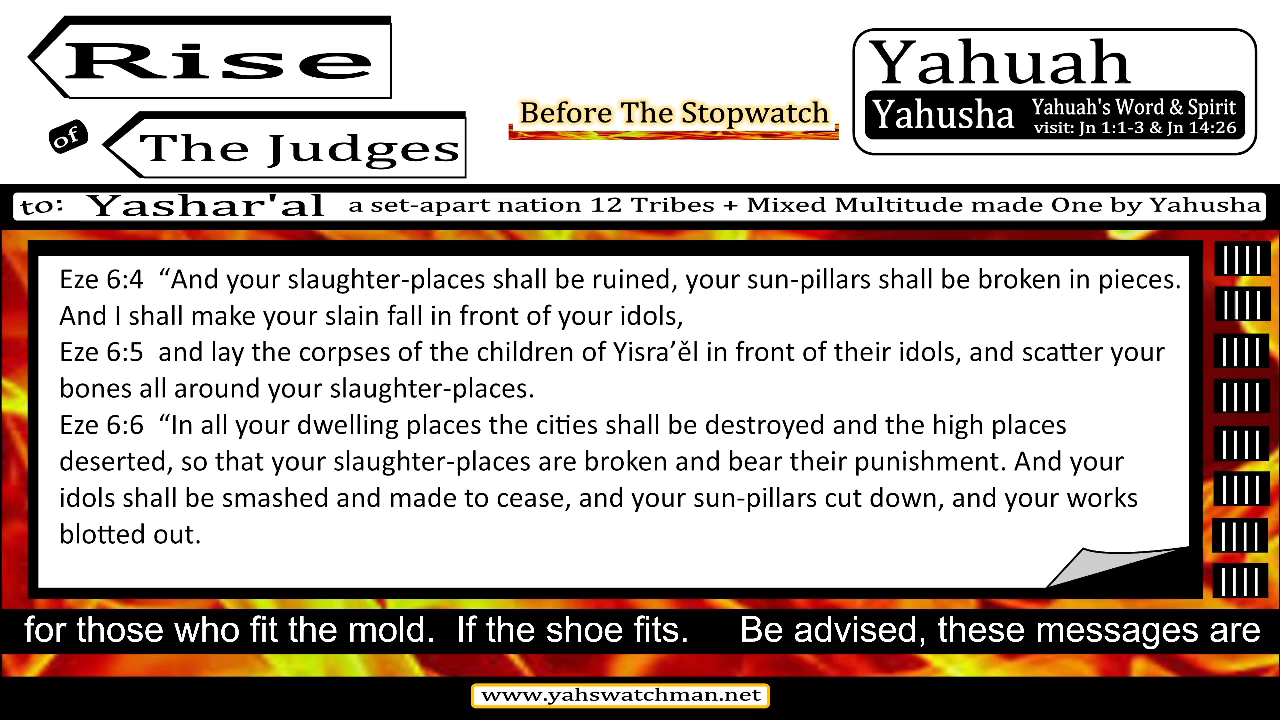 Rise
of
The Judges
Before The Stopwatch
Yahuah
Yahusha Yahuah's Word & Spirit
visit: Jn 1:1-3 & Jn 14:26
to: Yashar'al a set-apart nation 12 Tribes + Mixed Multitude made One by Yahusha
Eze 6:4 “And your slaughter-places shall be ruined, your sun-pillars shall be broken in pieces.
And I shall make your slain fall in front of your idols,
Eze 6:5 and lay the corpses of the children of Yisra’ěl in front of their idols, and scatter your
bones all around your slaughter-places.
Eze 6:6 “In all your dwelling places the cities shall be destroyed and the high places
deserted, so that your slaughter-places are broken and bear their punishment. And your
idols shall be smashed and made to cease, and your sun-pillars cut down, and your works
blotted out.
for those who fit the mold. If the shoe fits. Be advised, these messages are
www.yahswatchman.net